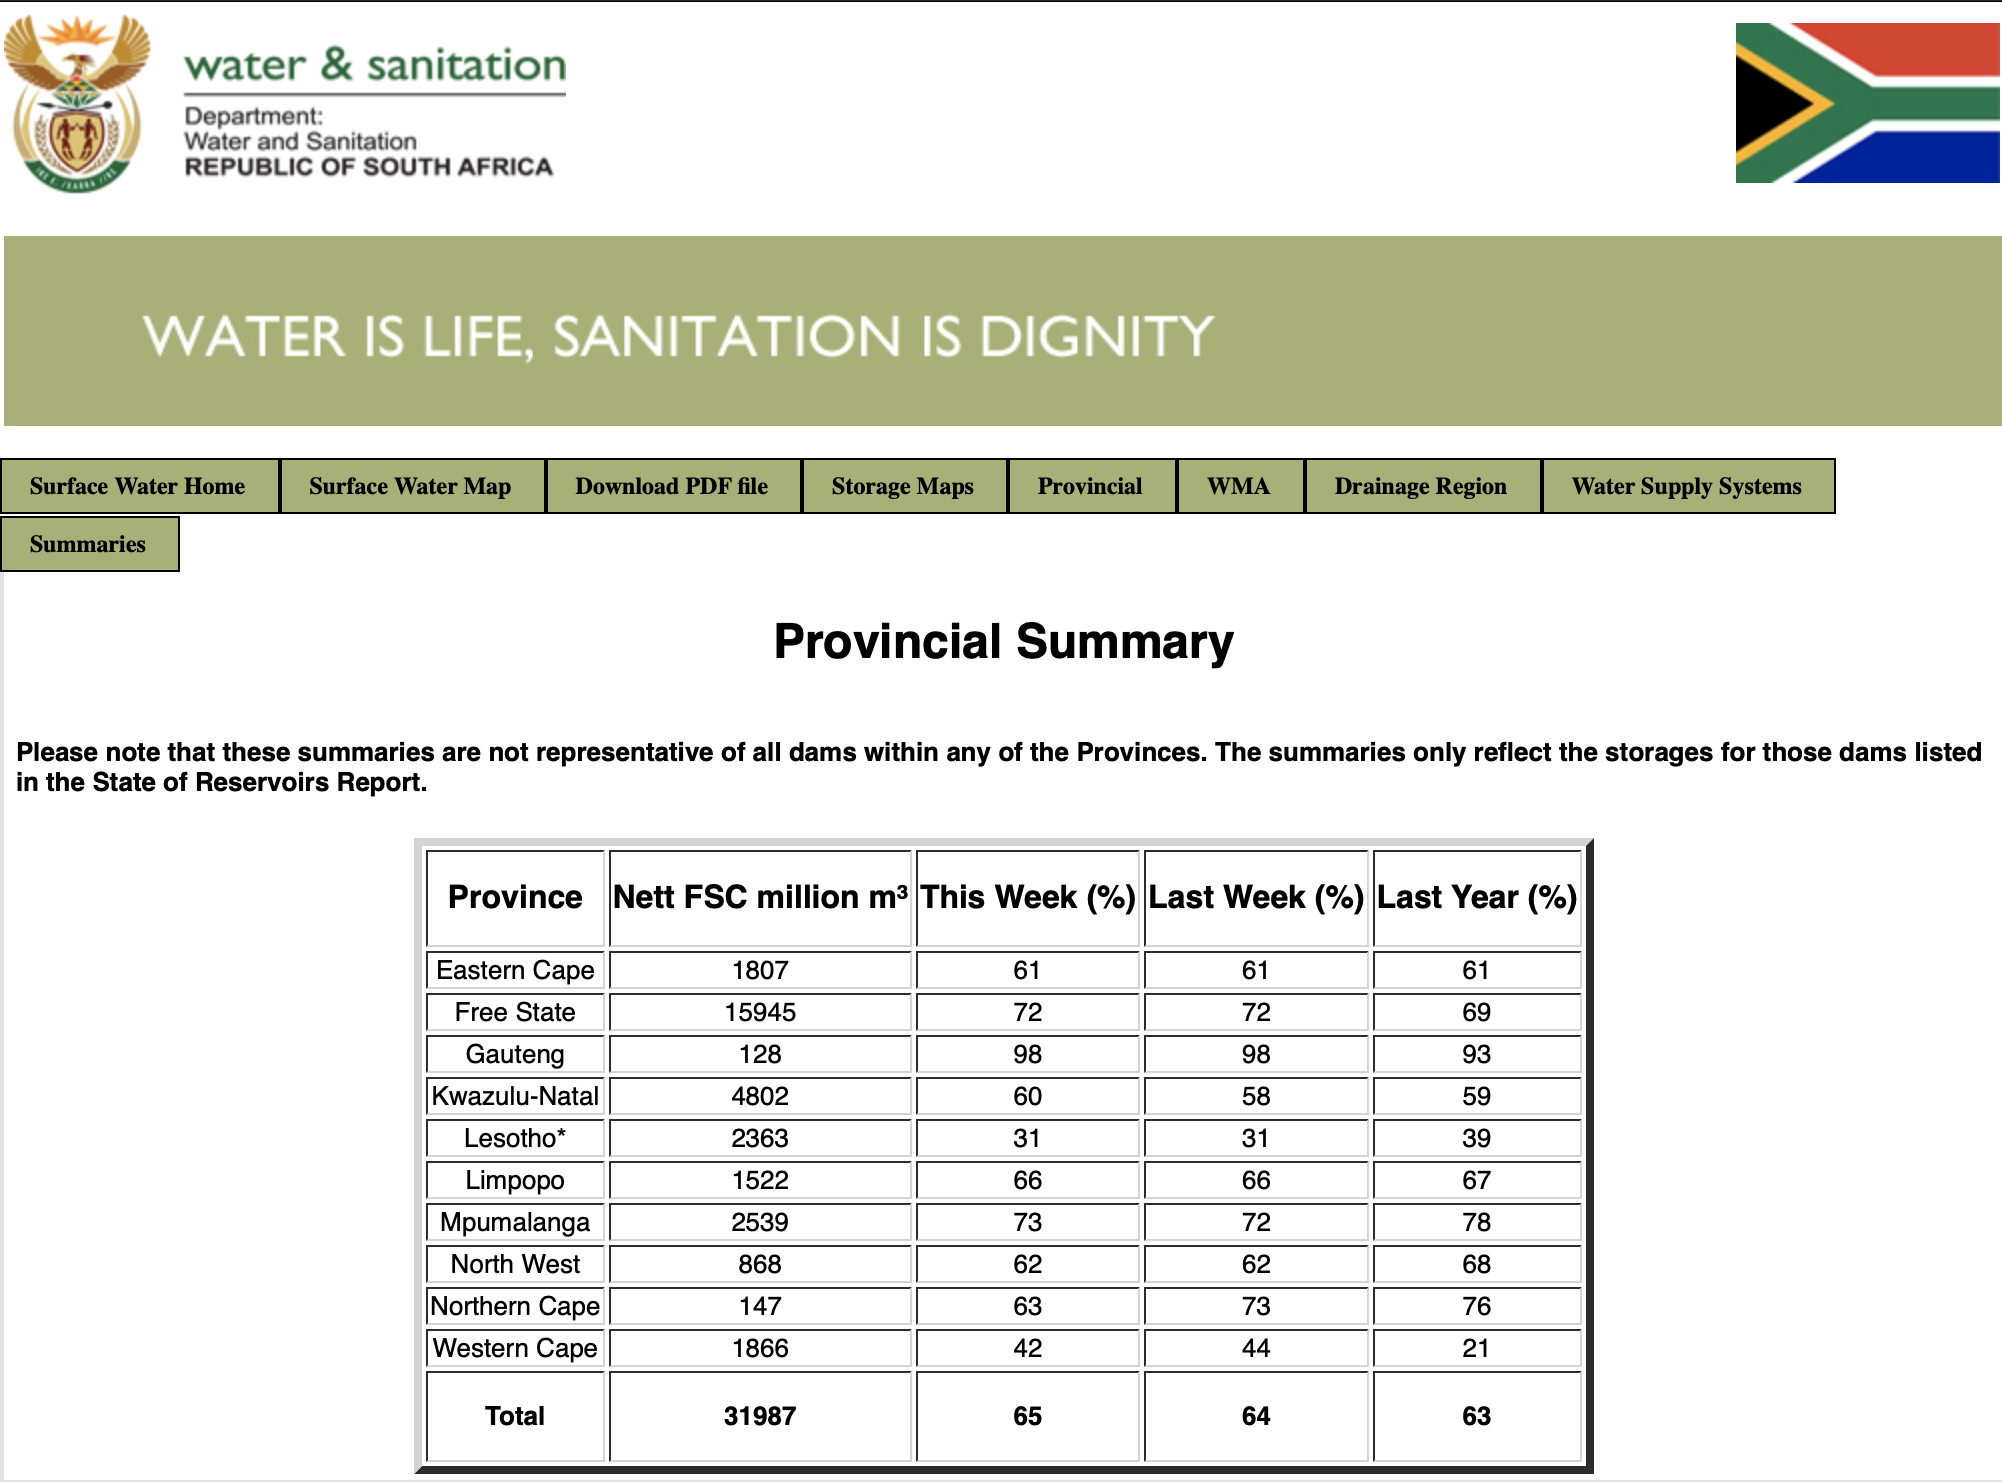 water & sanitation
Department:
Water and Sanitation
REPUBLIC OF SOUTH AFRICA
WATER IS LIFE, SANITATION IS DIGNITY
Surface Water Home Surface Water Map Download PDF file Storage Maps Provincial WMA Drainage Region Water Supply Systems
Summaries
Provincial Summary
Please note that these summaries are not representative of all dams within any of the Provinces. The summaries only reflect the storages for those dams listed
in the State of Reservoirs Report.
Province Nett FSC million m³ This Week (%) Last Week (%) Last Year (%)
Eastern Cape 1807 61 61 61
Free State 15945 72 72 69
Gauteng 128 98 98 93
Kwazulu-Natal 4802 60 58 59
Lesotho* 2363 31 31 39
Limpopo 1522 66 66 67
Mpumalanga 2539 73 72 78
North West 868 62 62 68
Northern Cape 147 63 73 76
Western Cape 1866 42 44 21
Total 31987 65 64 63